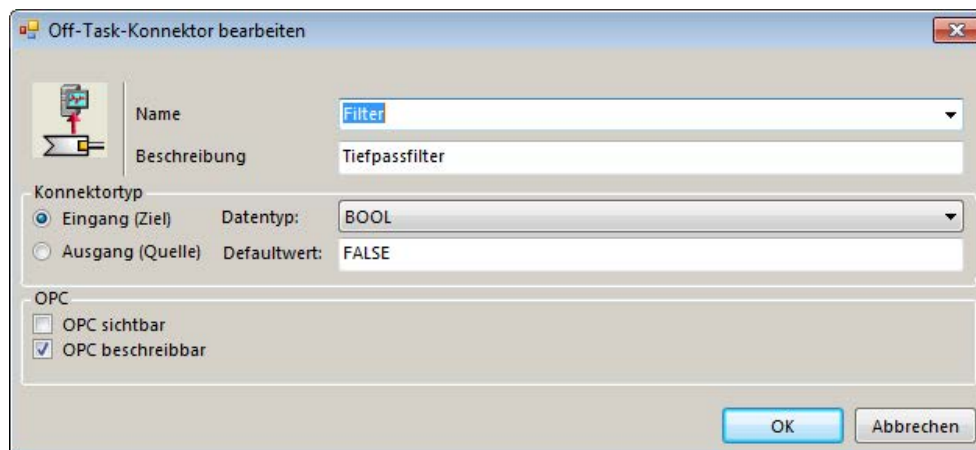 Off-Task-Konnektor bearbeiten
Name
Filter
Beschreibung
Tiefpassfilter
Konnektortyp
Eingang (Ziel)
Datentyp:
BOOL
Ausgang (Quelle)
Defaultwert:
FALSE
OPC
OPC sichtbar
OPC beschreibbar
OK
Abbrechen